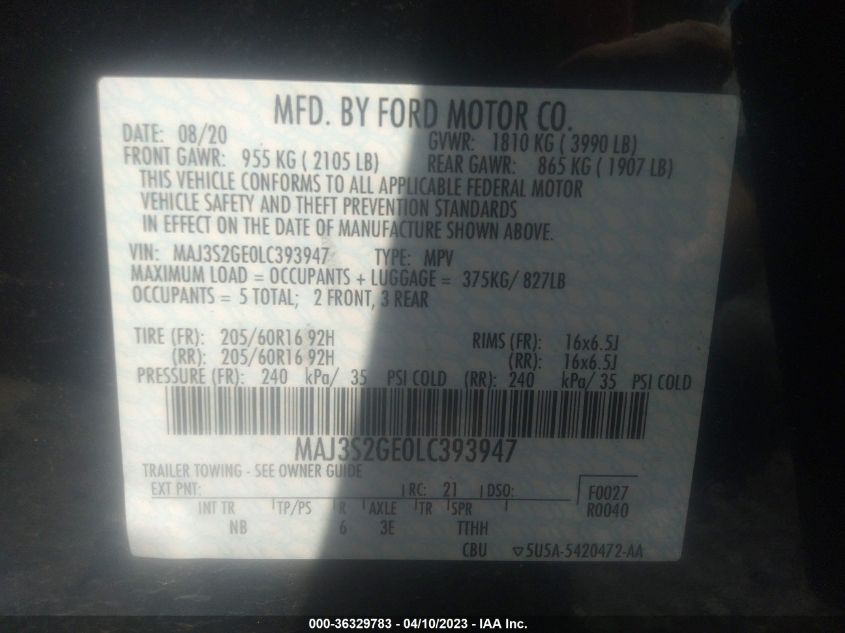 MFD. BY FORD MOTOR CO.
DATE: 08/20 GVWR: 1810 KG ( 3990 LB)
FRONT GAWR: 955 KG ( 2105 LB) REAR GAWR: 865 KG ( 1907 LB)
THIS VEHICLE CONFORMS TO ALL APPLICABLE FEDERAL MOTOR
VEHICLE SAFETY AND THEFT PREVENTION STANDARDS
IN EFFECT ON THE DATE OF MANUFACTURE SHOWN ABOVE.
VIN: MAJ3S2GE0LC393947 TYPE: MPV
MAXIMUM LOAD = OCCUPANTS + LUGGAGE = 375KG/ 827LB
OCCUPANTS = 5 TOTAL; 2 FRONT, 3 REAR
TIRE (FR): 205/60R16 92H RIMS (FR): 16x6.5J
(RR): 205/60R16 92H (RR): 16x6.5J
PRESSURE (FR): 240 kPa/ 35 PSI COLD (RR): 240 kPa/ 35 PSI COLD
MAJ3S2GE0LC393947
TRAILER TOWING - SEE OWNER GUIDE
EXT PNT: RC: 21 DSO: F0027
INT TR TP/PS R AXLE TR SPR R0040
NB 6 3E TTHH
CBU ▽5U5A-5420472-AA
000-36329783 - 04/10/2023 - IAA Inc.